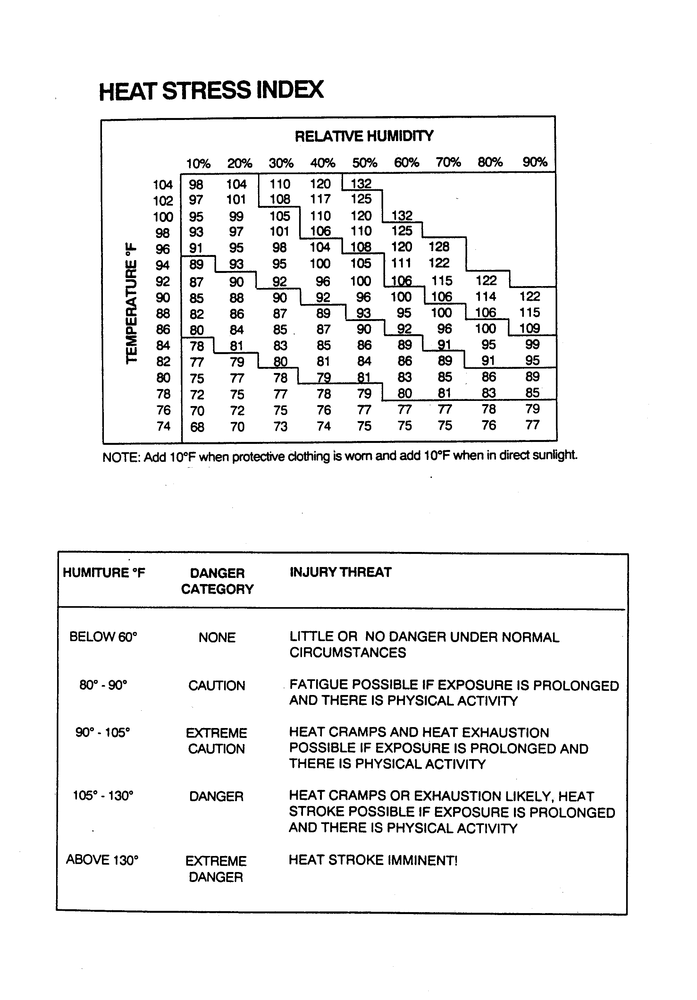 HEAT STRESS INDEX
RELATIVE HUMIDITY
10% 20% 30% 40% 50% 60% 70% 80% 90%
TEMPERATURE °F
104 98 104 110 120 132
102 97 101 108 117 125
100 95 99 105 110 120 132
98 93 97 101 106 110 125
96 91 95 98 104 108 120 128
94 89 93 95 100 105 111 122
92 87 90 92 96 100 106 115 122
90 85 88 90 92 96 100 106 114 122
88 82 86 87 89 93 95 100 106 115
86 80 84 85 87 90 92 96 100 109
84 78 81 83 85 86 89 91 95 99
82 77 79 80 81 84 86 89 91 95
80 75 77 78 79 81 83 85 86 89
78 72 75 77 78 79 80 81 83 85
76 70 72 75 76 77 77 77 78 79
74 68 70 73 74 75 75 75 76 77
NOTE: Add 10°F when protective clothing is worn and add 10°F when in direct sunlight.
HUMITURE °F DANGER INJURY THREAT
CATEGORY
BELOW 60° NONE LITTLE OR NO DANGER UNDER NORMAL
CIRCUMSTANCES
80° - 90° CAUTION FATIGUE POSSIBLE IF EXPOSURE IS PROLONGED
AND THERE IS PHYSICAL ACTIVITY
90° - 105° EXTREME HEAT CRAMPS AND HEAT EXHAUSTION
CAUTION POSSIBLE IF EXPOSURE IS PROLONGED AND
THERE IS PHYSICAL ACTIVITY
105° - 130° DANGER HEAT CRAMPS OR EXHAUSTION LIKELY, HEAT
STROKE POSSIBLE IF EXPOSURE IS PROLONGED
AND THERE IS PHYSICAL ACTIVITY
ABOVE 130° EXTREME HEAT STROKE IMMINENT!
DANGER